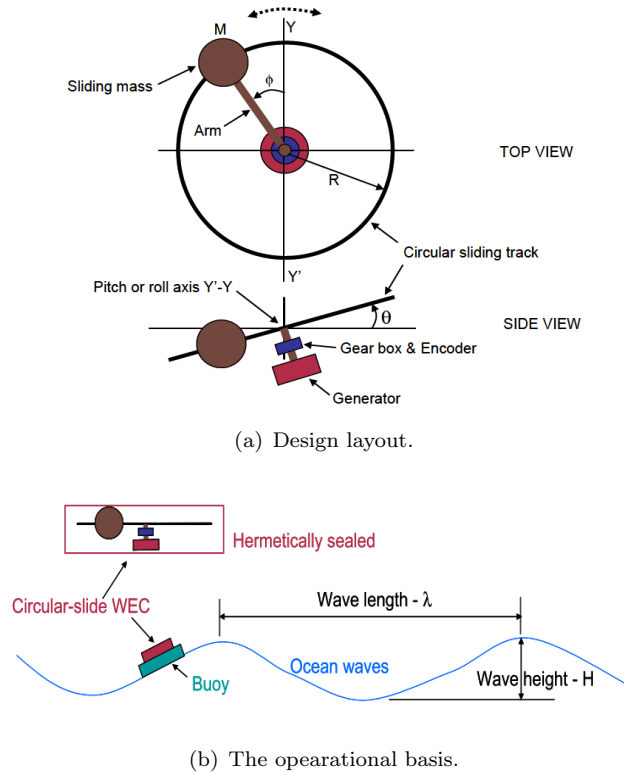 M
Y
Sliding mass
ϕ
Arm
TOP VIEW
R
Circular sliding track
Y'
Pitch or roll axis Y'-Y
θ
SIDE VIEW
Gear box & Encoder
Generator
(a) Design layout.
Hermetically sealed
Circular-slide WEC
Wave length - λ
Ocean waves
Wave height - H
Buoy
(b) The opearational basis.